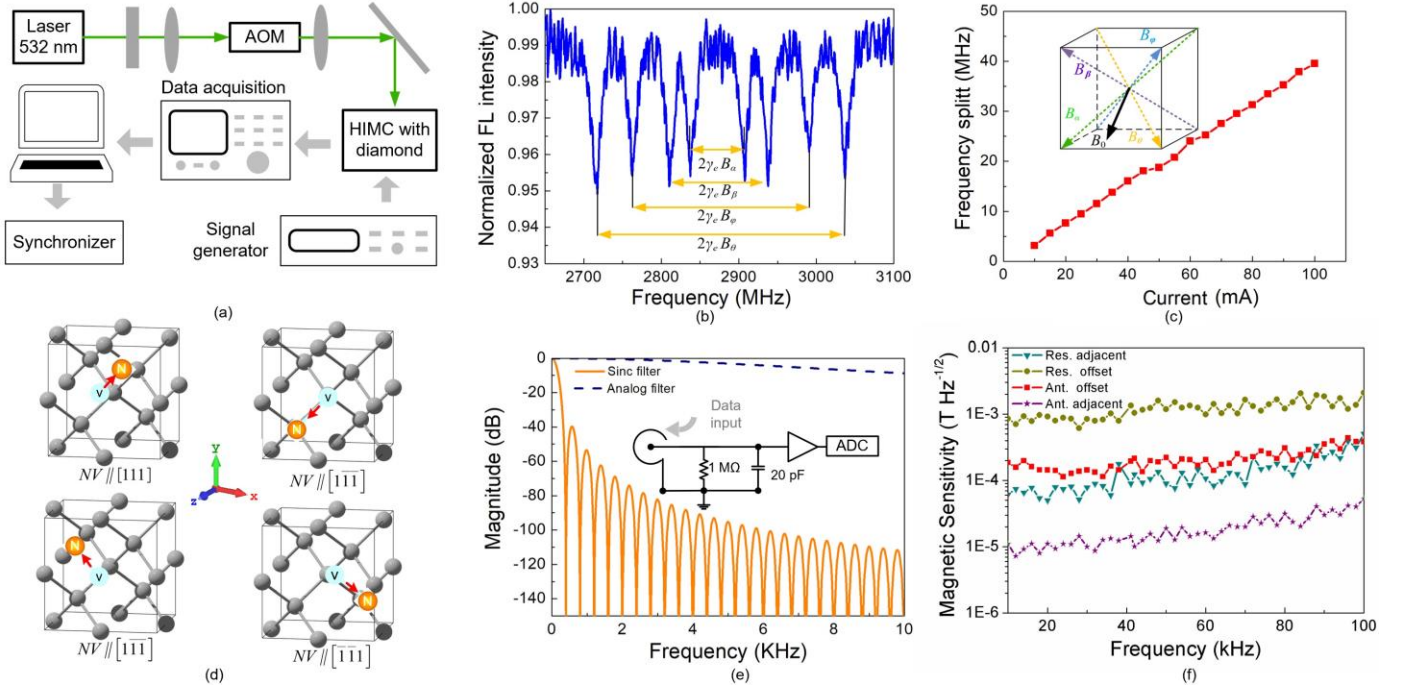 Laser
532 nm
AOM
Data acquisition
HIMC with
diamond
Synchronizer
Signal
generator
(a)
Normalized FL intensity
1.00
0.99
0.98
0.97
0.96
0.95
0.94
0.93
2γₑBα
2γₑBβ
2γₑBφ
2γₑBθ
2700 2800 2900 3000 3100
Frequency (MHz)
(b)
Frequency splitt (MHz)
50
40
30
20
10
0
Bφ
Bβ
Bα
B₀
Bθ
0 20 40 60 80 100
Current (mA)
(c)
N
V
NV // [111]
V
N
NV // [1̄1̄1]
y
z
x
N
V
NV // [11̄1̄]
V
N
NV // [1̄1̄1]
(d)
Magnitude (dB)
0
-20
-40
-60
-80
-100
-120
-140
Sinc filter
Analog filter
Data
input
1 MΩ
20 pF
ADC
0 2 4 6 8 10
Frequency (KHz)
(e)
Magnetic Sensitivity (T Hz⁻¹/²)
0.01
1E-3
1E-4
1E-5
1E-6
Res. adjacent
Res. offset
Ant. offset
Ant. adjacent
20 40 60 80 100
Frequency (kHz)
(f)